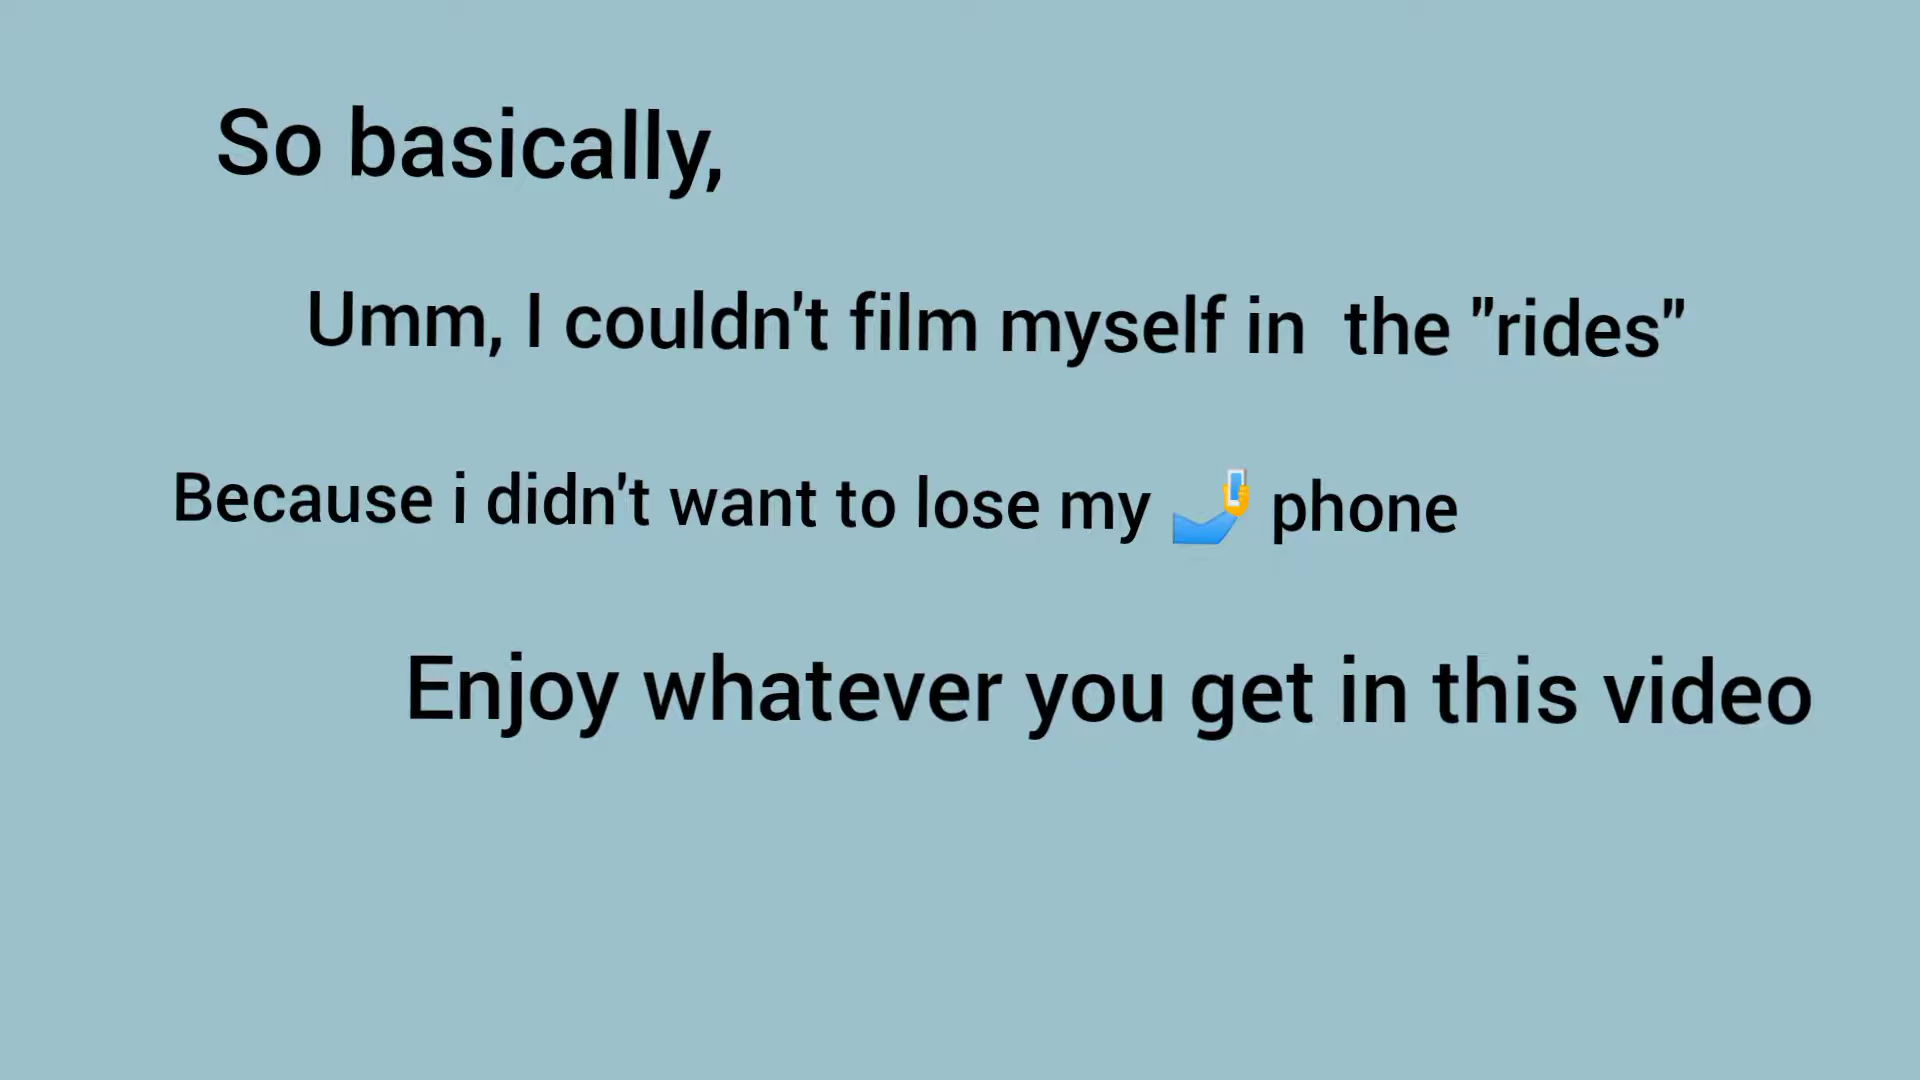 So basically,
Umm, I couldn't film myself in  the "rides"
Because i didn't want to lose my 🤳 phone
Enjoy whatever you get in this video